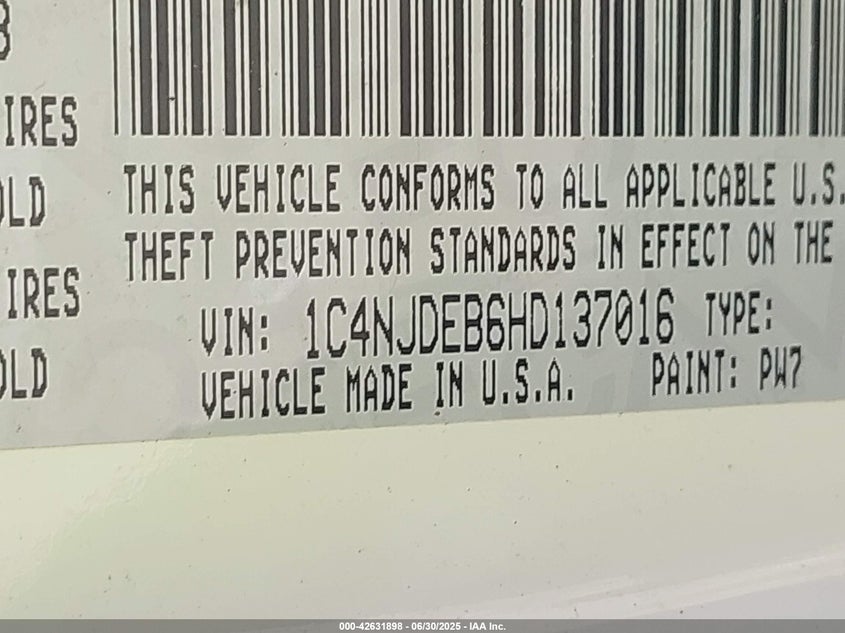 8
IRES
OLD
IRES
OLD
THIS VEHICLE CONFORMS TO ALL APPLICABLE U.S.
THEFT PREVENTION STANDARDS IN EFFECT ON THE
VIN: 1C4NJDEB6HD137016 TYPE:
VEHICLE MADE IN U.S.A. PAINT: PW7
000-42631898 - 06/30/2025 - IAA Inc.